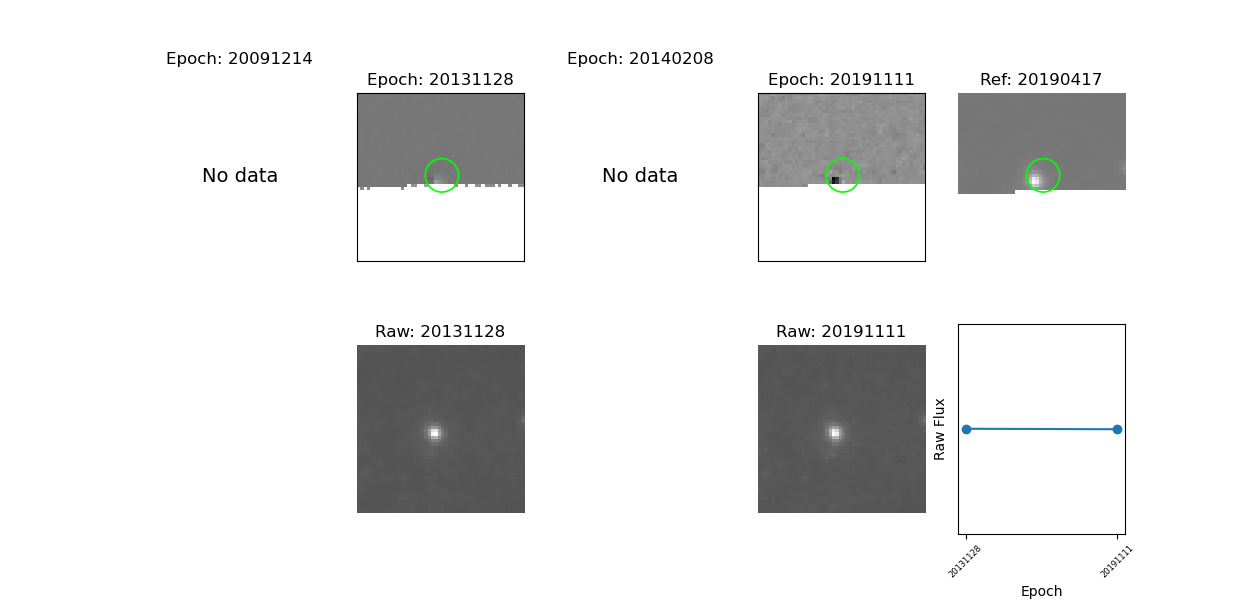 Epoch: 20091214
Epoch: 20140208
Epoch: 20131128
Epoch: 20191111
Ref: 20190417
No data
No data
Raw: 20131128
Raw: 20191111
Raw Flux
20131128
20191111
Epoch